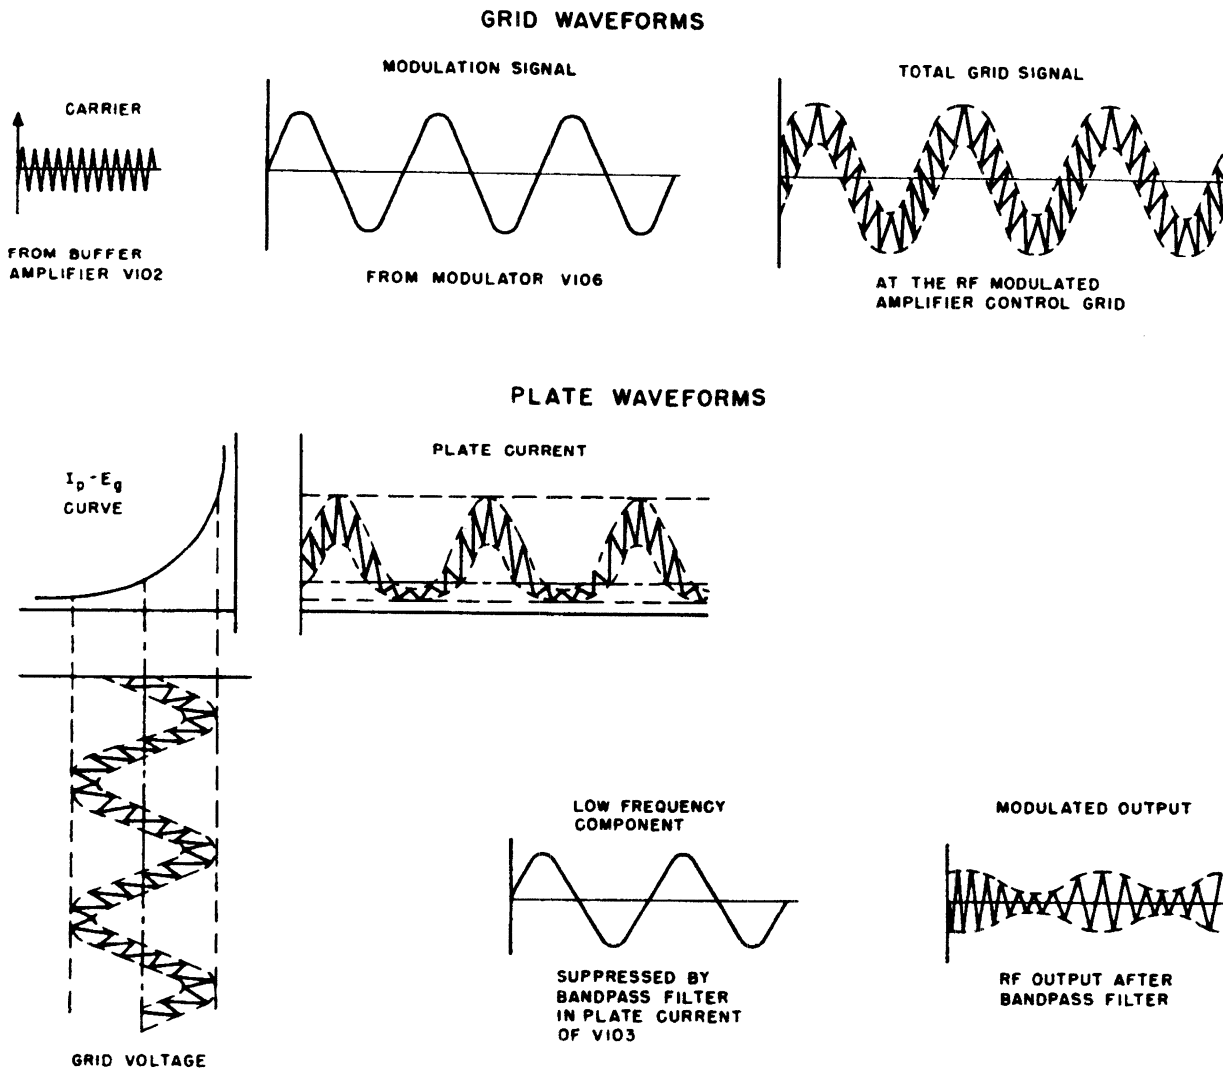 GRID WAVEFORMS
MODULATION SIGNAL
TOTAL GRID SIGNAL
CARRIER
FROM BUFFER
AMPLIFIER V102
FROM MODULATOR V106
AT THE RF MODULATED
AMPLIFIER CONTROL GRID
PLATE WAVEFORMS
PLATE CURRENT
Ip-Eg
CURVE
LOW FREQUENCY
COMPONENT
MODULATED OUTPUT
SUPPRESSED BY
BANDPASS FILTER
IN PLATE CURRENT
OF V103
RF OUTPUT AFTER
BANDPASS FILTER
GRID VOLTAGE